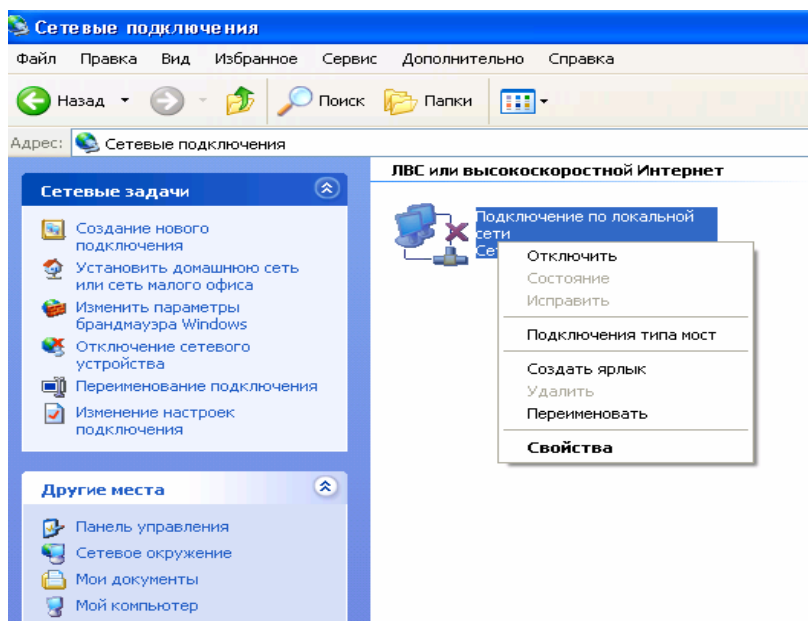 Сетевые подключения
Файл Правка Вид Избранное Сервис Дополнительно Справка
Назад Поиск Папки
Адрес: Сетевые подключения
Сетевые задачи
Создание нового
подключения
Установить домашнюю сеть
или сеть малого офиса
Изменить параметры
брандмауэра Windows
Отключение сетевого
устройства
Переименование подключения
Изменение настроек
подключения
Другие места
Панель управления
Сетевое окружение
Мои документы
Мой компьютер
ЛВС или высокоскоростной Интернет
Подключение по локальной
сети
Отключить
Состояние
Исправить
Подключения типа мост
Создать ярлык
Удалить
Переименовать
Свойства